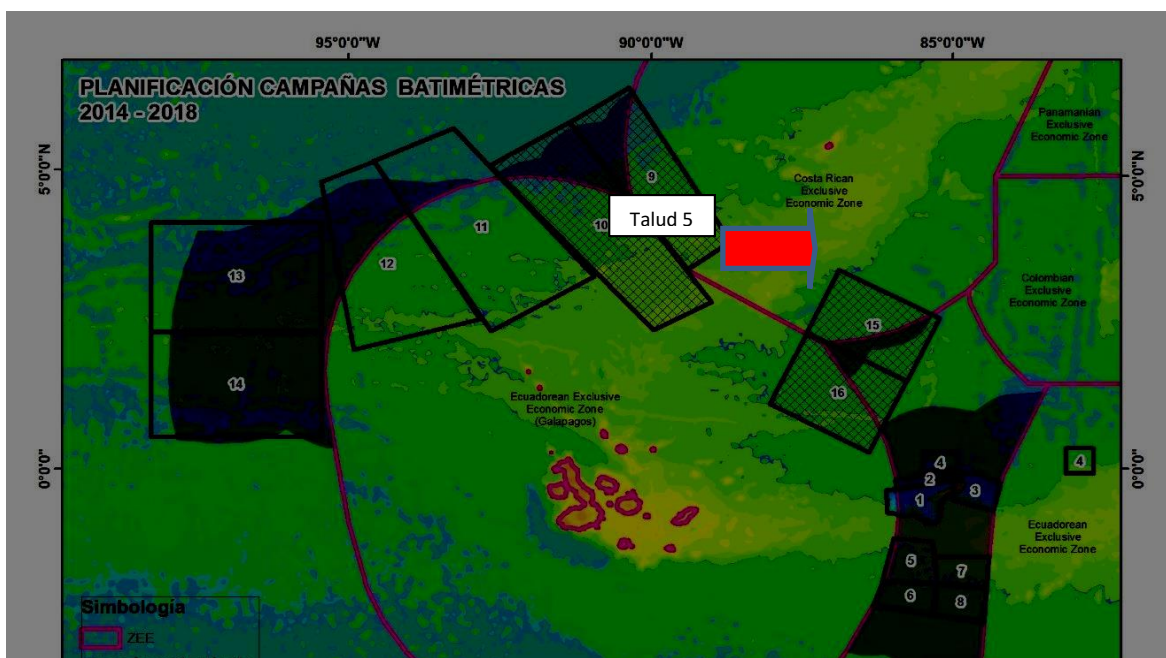 95°0'0"W
90°0'0"W
85°0'0"W
PLANIFICACIÓN CAMPAÑAS BATIMÉTRICAS
2014 - 2018
Panamanian
Exclusive
Economic Zone
5°0'0"N
5°0'0"N
9
Costa Rican
Exclusive
Economic Zone
Talud 5
10
11
12
13
Colombian
Exclusive
Economic Zone
15
14
16
Ecuadorean Exclusive
Economic Zone
(Galapagos)
0°0'0"
0°0'0"
4
4
2
3
1
Ecuadorean
Exclusive
Economic Zone
5
7
6
8
Simbología
ZEE